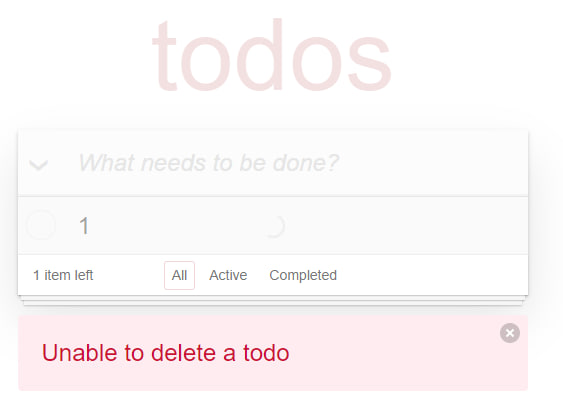 todos
What needs to be done?
1
1 item left All Active Completed
Unable to delete a todo